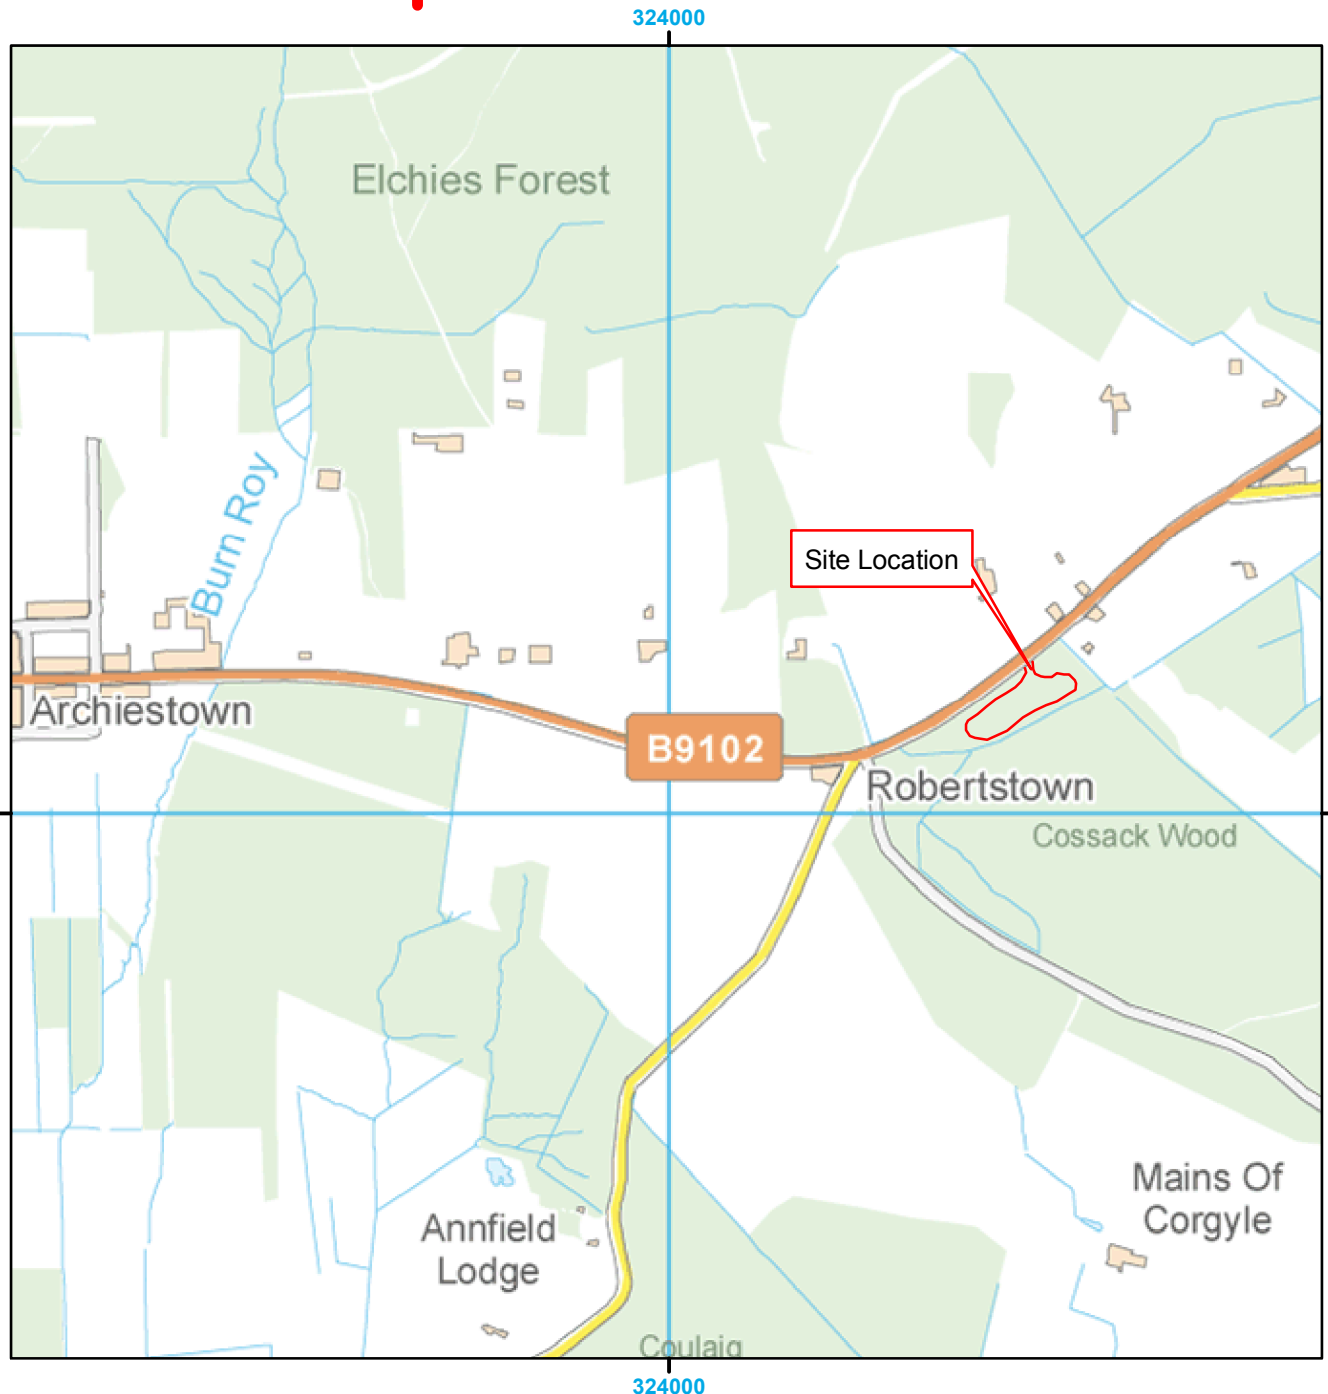 324000
Elchies Forest
Burn Roy
Site Location
Archiestown
B9102
Robertstown
Cossack Wood
Mains Of
Corgyle
Annfield
Lodge
Coulaig
324000